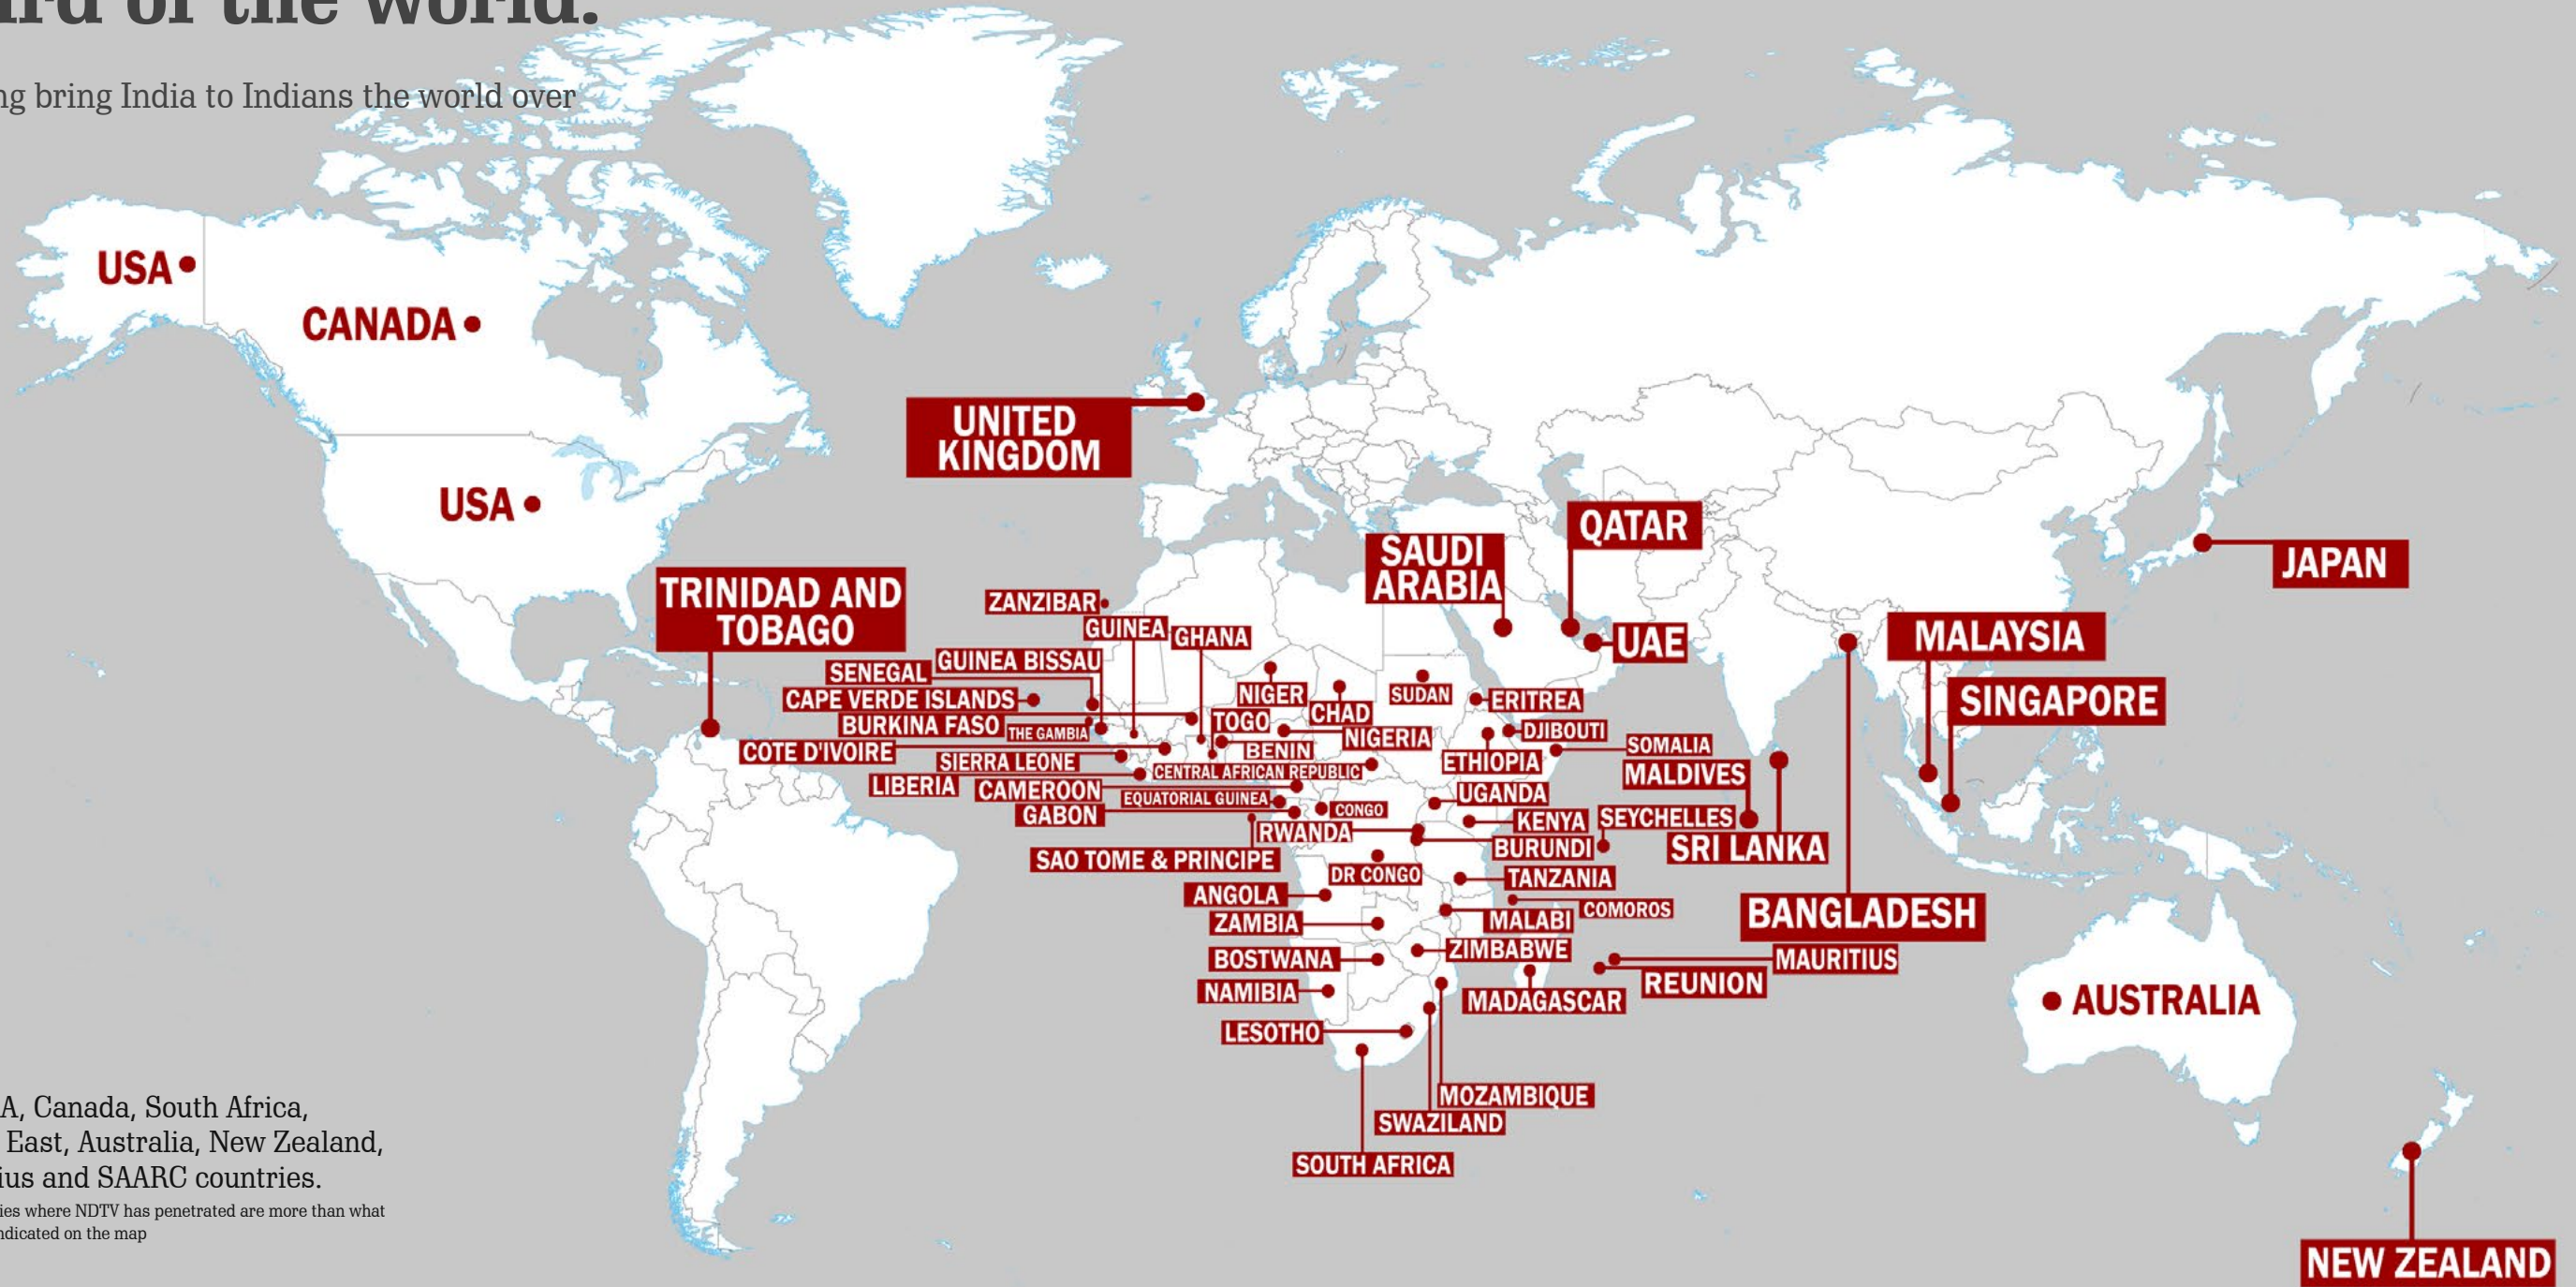 rd of the world.
ng bring India to Indians the world over
USA
CANADA
USA
UNITED
KINGDOM
TRINIDAD AND
TOBAGO
SAUDI
ARABIA
QATAR
UAE
JAPAN
MALAYSIA
SINGAPORE
ZANZIBAR
GUINEA
GHANA
GUINEA BISSAU
SENEGAL
CAPE VERDE ISLANDS
BURKINA FASO
THE GAMBIA
COTE D'IVOIRE
SIERRA LEONE
LIBERIA
CAMEROON
EQUATORIAL GUINEA
GABON
SAO TOME & PRINCIPE
NIGER
CHAD
SUDAN
ERITREA
TOGO
NIGERIA
BENIN
DJIBOUTI
CENTRAL AFRICAN REPUBLIC
ETHIOPIA
SOMALIA
MALDIVES
UGANDA
CONGO
KENYA
SEYCHELLES
RWANDA
BURUNDI
SRI LANKA
DR CONGO
TANZANIA
ANGOLA
COMOROS
MALABI
BANGLADESH
ZAMBIA
ZIMBABWE
BOSTWANA
MAURITIUS
REUNION
NAMIBIA
MADAGASCAR
AUSTRALIA
LESOTHO
MOZAMBIQUE
SWAZILAND
SOUTH AFRICA
NEW ZEALAND
A, Canada, South Africa,
East, Australia, New Zealand,
ius and SAARC countries.
ies where NDTV has penetrated are more than what
ndicated on the map